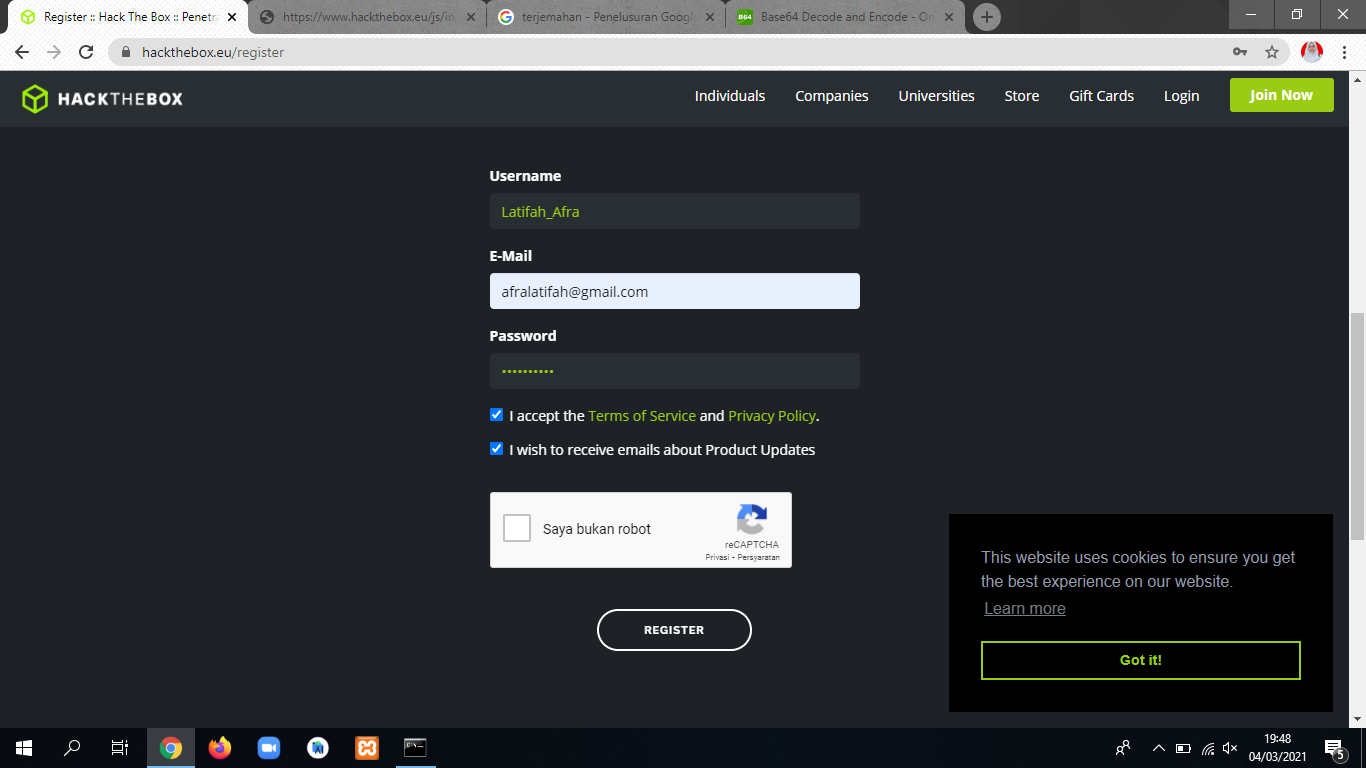 Register :: Hack The Box :: Penetra
https://www.hackthebox.eu/js/in
terjemahan - Penelusuran Google
B64 Base64 Decode and Encode - On
hackthebox.eu/register
HACKTHEBOX
Individuals Companies Universities Store Gift Cards Login Join Now
Username
Latifah_Afra
E-Mail
afralatifah@gmail.com
Password
I accept the Terms of Service and Privacy Policy.
I wish to receive emails about Product Updates
Saya bukan robot
reCAPTCHA
Privasi - Persyaratan
REGISTER
This website uses cookies to ensure you get
the best experience on our website.
Learn more
Got it!
19:48
04/03/2021
5